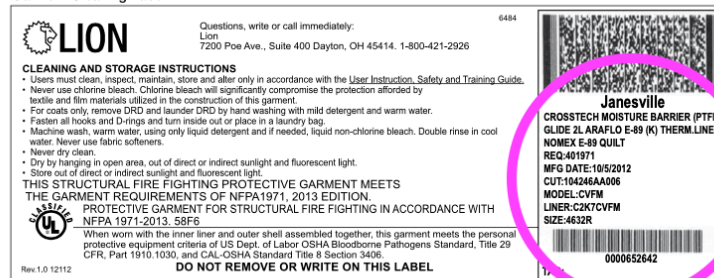 6484
LION
Questions, write or call immediately:
Lion
7200 Poe Ave., Suite 400 Dayton, OH 45414. 1-800-421-2926
CLEANING AND STORAGE INSTRUCTIONS
• Users must clean, inspect, maintain, store and alter only in accordance with the User Instruction, Safety and Training Guide.
• Never use chlorine bleach. Chlorine bleach will significantly compromise the protection afforded by
textile and film materials utilized in the construction of this garment.
• For coats only, remove DRD and launder DRD by hand washing with mild detergent and warm water.
• Fasten all hooks and D-rings and turn inside out or place in a laundry bag.
• Machine wash, warm water, using only liquid detergent and if needed, liquid non-chlorine bleach. Double rinse in cool
water. Never use fabric softeners.
• Never dry clean.
• Dry by hanging in open area, out of direct or indirect sunlight and fluorescent light.
• Store out of direct or indirect sunlight and fluorescent light.
THIS STRUCTURAL FIRE FIGHTING PROTECTIVE GARMENT MEETS
THE GARMENT REQUIREMENTS OF NFPA1971, 2013 EDITION.
CLASSIFIED
UL
PROTECTIVE GARMENT FOR STRUCTURAL FIRE FIGHTING IN ACCORDANCE WITH
NFPA 1971-2013. 58F6
When worn with the inner liner and outer shell assembled together, this garment meets the personal
protective equipment criteria of US Dept. of Labor OSHA Bloodborne Pathogens Standard, Title 29
CFR, Part 1910.1030, and CAL-OSHA Standard Title 8 Section 3406.
Rev.1.0 12112
DO NOT REMOVE OR WRITE ON THIS LABEL
Janesville
CROSSTECH MOISTURE BARRIER (PTF
GLIDE 2L ARAFLO E-89 (K) THERM.LINE
NOMEX E-89 QUILT
REQ:401971
MFG DATE:10/5/2012
CUT:104246AA006
MODEL:CVFM
LINER:C2K7CVFM
SIZE:4632R
0000652642